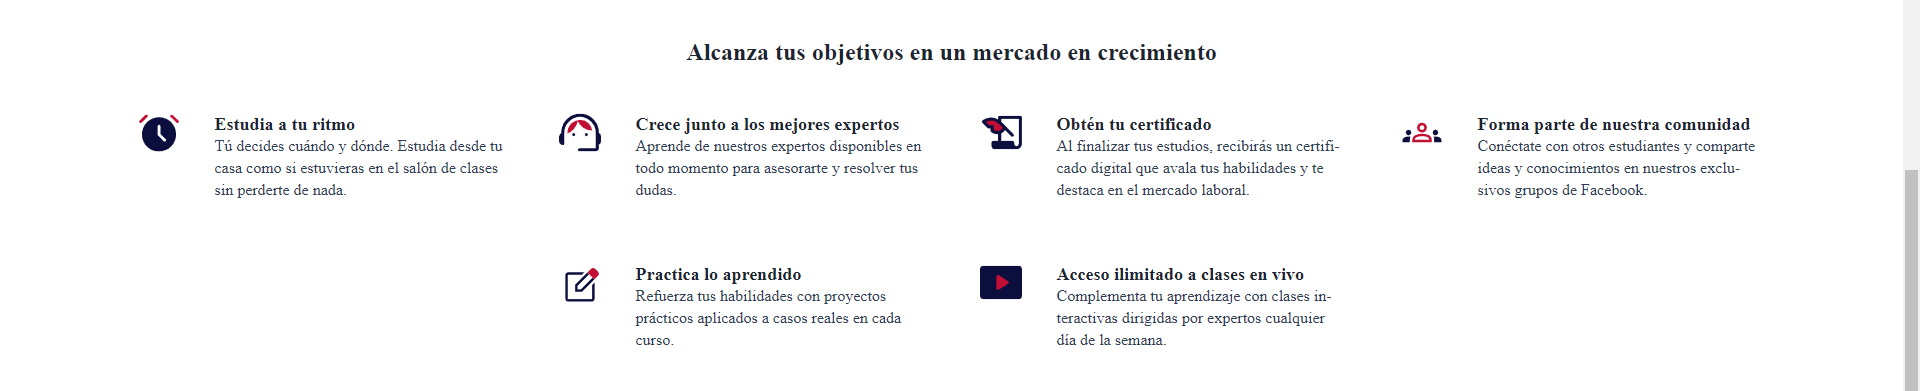 Alcanza tus objetivos en un mercado en crecimiento
Estudia a tu ritmo
Tú decides cuándo y dónde. Estudia desde tu
casa como si estuvieras en el salón de clases
sin perderte de nada.
Crece junto a los mejores expertos
Aprende de nuestros expertos disponibles en
todo momento para asesorarte y resolver tus
dudas.
Obtén tu certificado
Al finalizar tus estudios, recibirás un certifi-
cado digital que avala tus habilidades y te
destaca en el mercado laboral.
Forma parte de nuestra comunidad
Conéctate con otros estudiantes y comparte
ideas y conocimientos en nuestros exclu-
sivos grupos de Facebook.
Practica lo aprendido
Refuerza tus habilidades con proyectos
prácticos aplicados a casos reales en cada
curso.
Acceso ilimitado a clases en vivo
Complementa tu aprendizaje con clases in-
teractivas dirigidas por expertos cualquier
día de la semana.